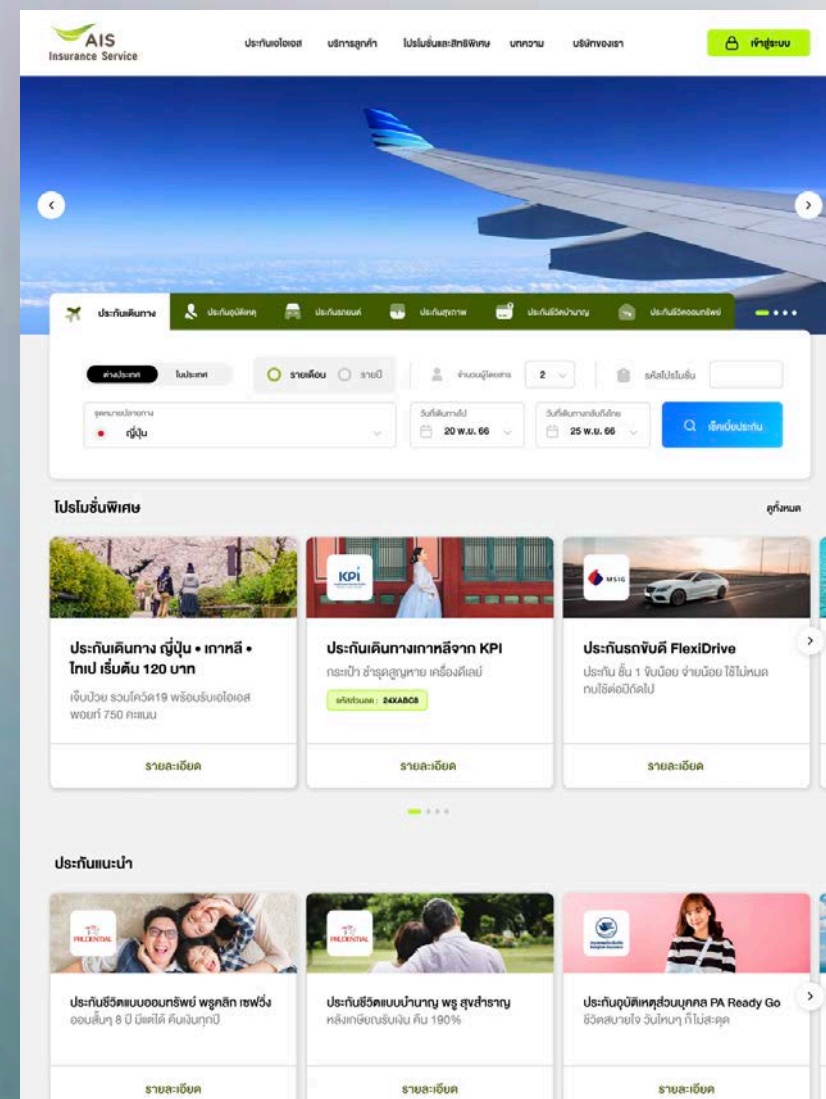 AIS
Insurance Service
ประกันเอไอเอส
บริการลูกค้า
โปรโมชั่นและสิทธิพิเศษ
บทความ
บริษัทของเรา
เข้าสู่ระบบ
ประกันเดินทาง
ประกันอุบัติเหตุ
ประกันรถยนต์
ประกันสุขภาพ
ประกันชีวิตบำนาญ
ประกันชีวิตออมทรัพย์
ต่างประเทศ
ในประเทศ
รายเดือน
รายปี
จำนวนผู้โดยสาร
2
รหัสโปรโมชั่น
จุดหมายปลายทาง
ญี่ปุ่น
วันที่เดินทางไป
20 พ.ย. 66
วันที่เดินทางกลับถึงไทย
25 พ.ย. 66
เช็คเบี้ยประกัน
โปรโมชั่นพิเศษ
ดูทั้งหมด
ประกันเดินทาง ญี่ปุ่น • เกาหลี •
ไทเป เริ่มต้น 120 บาท
เจ็บป่วย รวมโควิด19 พร้อมรับเอไอเอส
พอยท์ 750 คะแนน
รายละเอียด
KPI
ประกันเดินทางเกาหลีจาก KPI
กระเป๋า ชำรุดสูญหาย เครื่องดีเลย์
รหัสส่วนลด : 24XABC8
รายละเอียด
MSIG
ประกันรถขับดี FlexiDrive
ประกัน ชั้น 1 ขับน้อย จ่ายน้อย ใช้ไม่หมด
ทบใช้ต่อปีถัดไป
รายละเอียด
ประกันแนะนำ
PRUDENTIAL
ประกันชีวิตแบบออมทรัพย์ พรูคลิก เซฟวิ่ง
ออมสั้นๆ 8 ปี มีแต่ได้ คืนเงินทุกปี
รายละเอียด
PRUDENTIAL
ประกันชีวิตแบบบำนาญ พรู สุขสำราญ
หลังเกษียณรับเงิน คืน 190%
รายละเอียด
ประกันอุบัติเหตุส่วนบุคคล PA Ready Go
ชีวิตสบายใจ วันไหนๆ ก็ไม่สะดุด
รายละเอียด